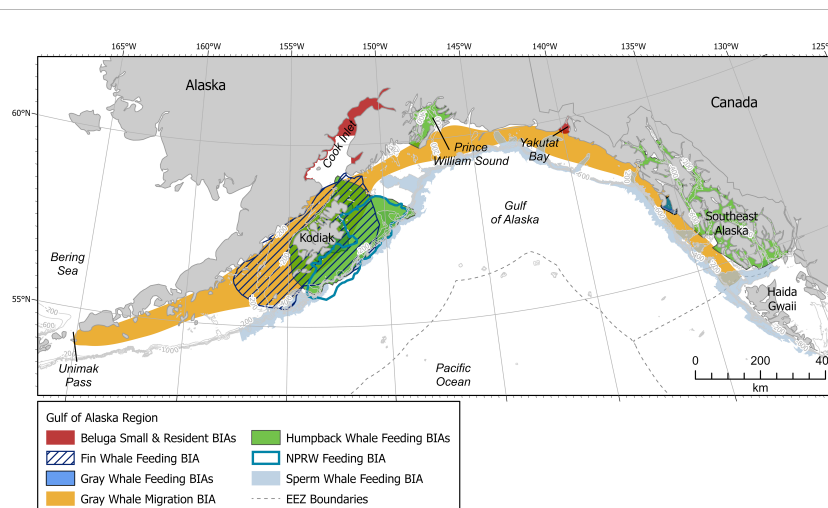 165°W 160°W 155°W 150°W 145°W 140°W 135°W 130°W 125°
Alaska
Canada
60°N
Cook Inlet
Prince
William Sound
Yakutat
Bay
Gulf
of Alaska
Southeast
Alaska
Kodiak
Bering
Sea
55°N
Haida
Gwaii
Unimak
Pass
Pacific
Ocean
0 200 40
km
Gulf of Alaska Region
Beluga Small & Resident BIAs
Humpback Whale Feeding BIAs
Fin Whale Feeding BIA
NPRW Feeding BIA
Gray Whale Feeding BIAs
Sperm Whale Feeding BIA
Gray Whale Migration BIA
EEZ Boundaries